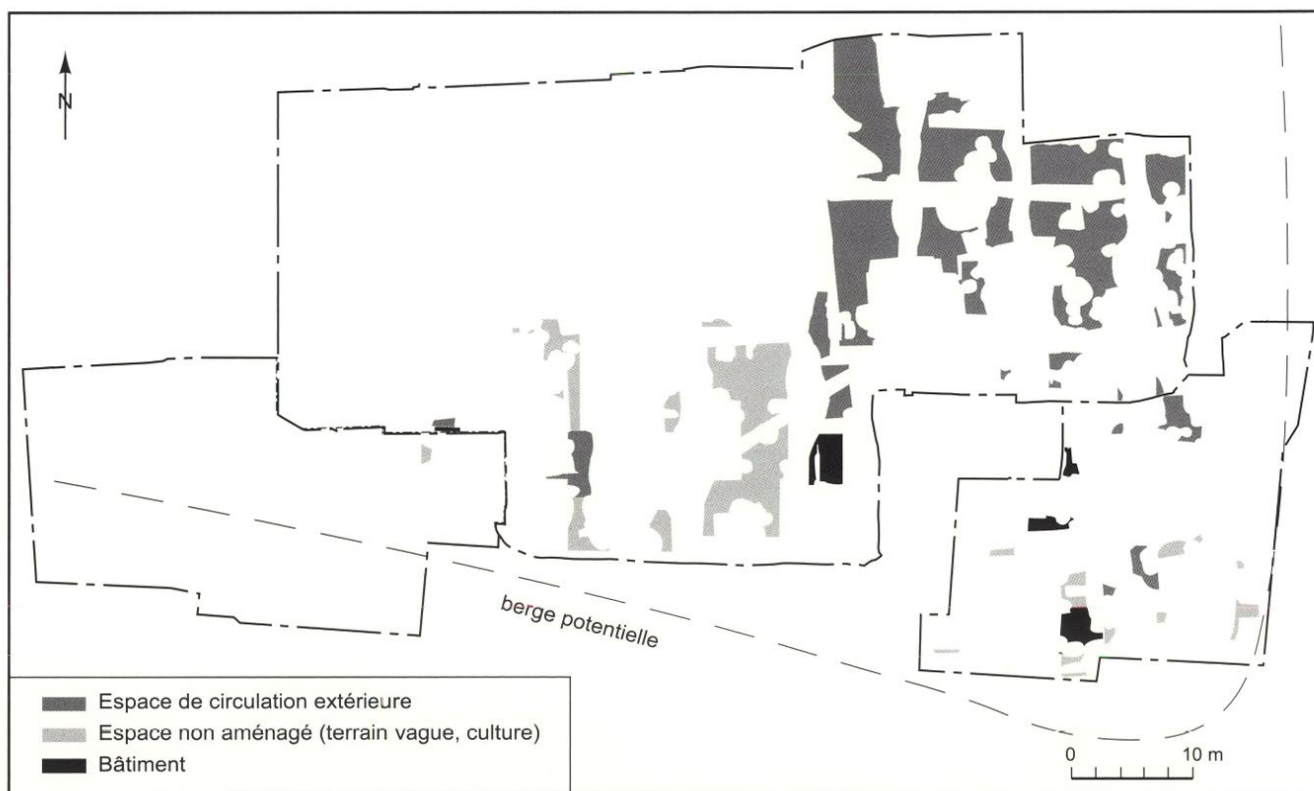 N
berge potentielle
Espace de circulation extérieure
Espace non aménagé (terrain vague, culture)
Bâtiment
0 10 m